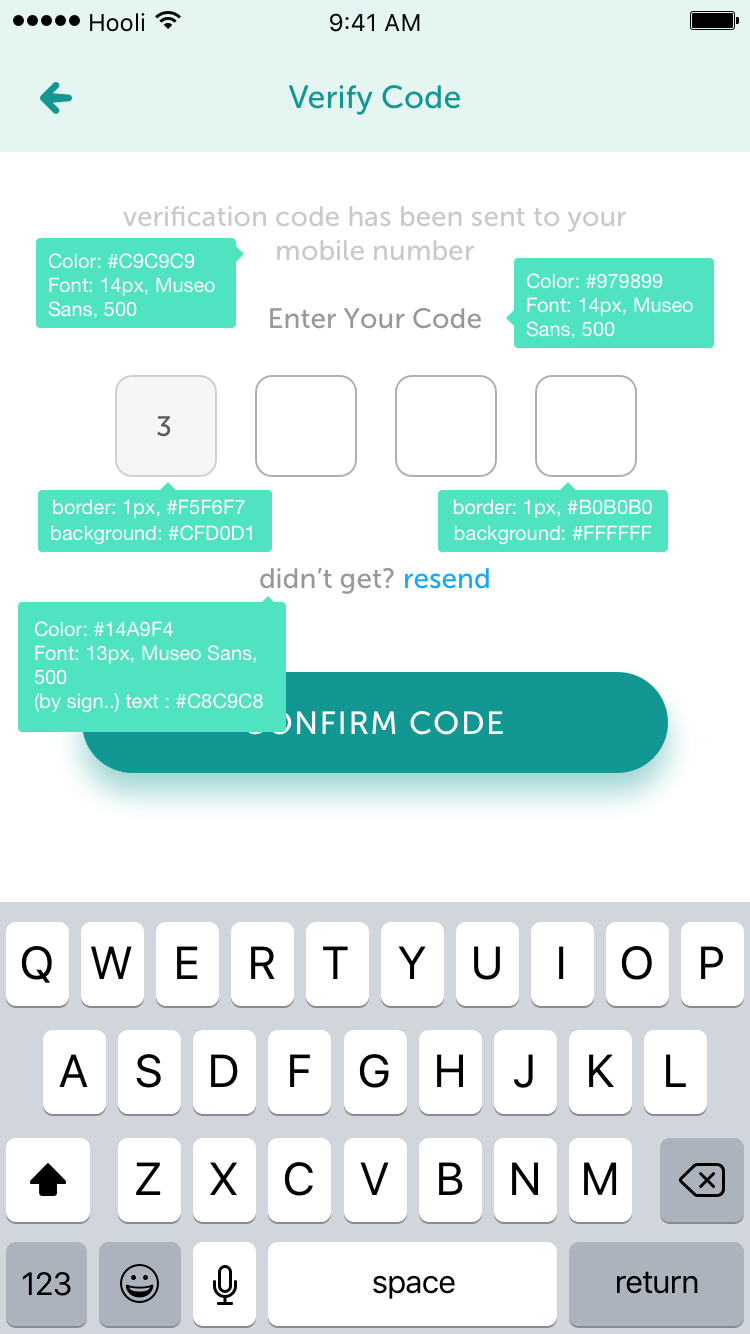 Hooli 9:41 AM
Verify Code
verification code has been sent to your
mobile number
Color: #C9C9C9
Font: 14px, Museo
Sans, 500
Color: #979899
Font: 14px, Museo
Sans, 500
Enter Your Code
3
border: 1px, #F5F6F7
background: #CFD0D1
border: 1px, #B0B0B0
background: #FFFFFF
didn’t get? resend
Color: #14A9F4
Font: 13px, Museo Sans,
500
(by sign..) text : #C8C9C8
CONFIRM CODE
Q W E R T Y U I O P
A S D F G H J K L
Z X C V B N M
123 space return